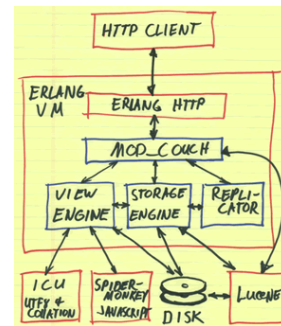 HTTP CLIENT
ERLANG
VM
ERLANG HTTP
MOD_COUCH
VIEW
ENGINE
STORAGE
ENGINE
REPLI-
CATOR
ICU
UTF8 &
COLLATION
SPIDER-
MONKEY
JAVASCRIPT
DISK
LUCENE